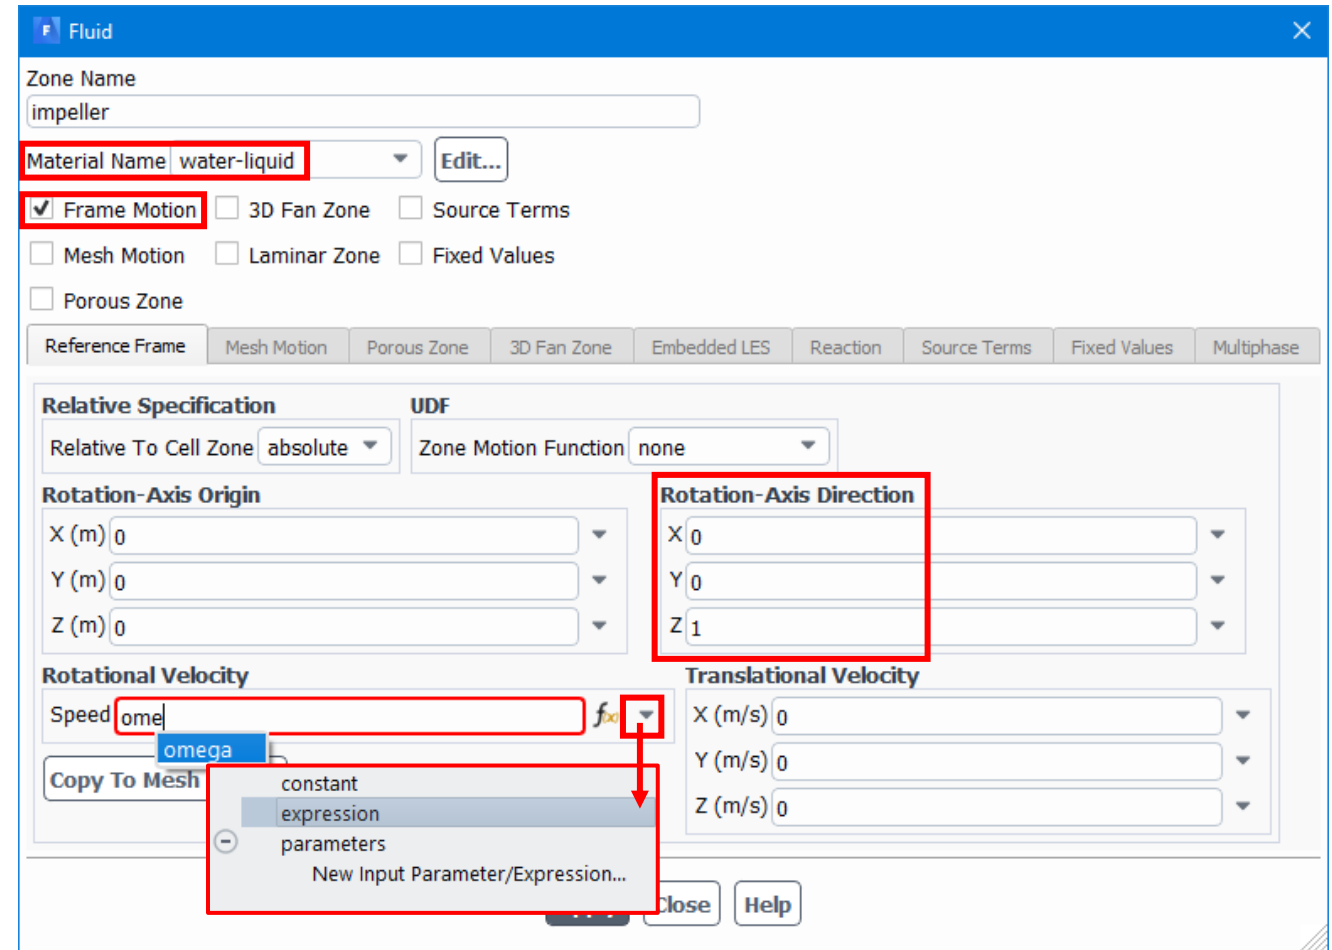 Fluid
Zone Name
impeller
Material Name water-liquid Edit...
Frame Motion 3D Fan Zone Source Terms
Mesh Motion Laminar Zone Fixed Values
Porous Zone
Reference Frame Mesh Motion Porous Zone 3D Fan Zone Embedded LES Reaction Source Terms Fixed Values Multiphase
Relative Specification UDF
Relative To Cell Zone absolute Zone Motion Function none
Rotation-Axis Origin Rotation-Axis Direction
X (m) 0 X 0
Y (m) 0 Y 0
Z (m) 0 Z 1
Rotational Velocity Translational Velocity
Speed ome f(x) X (m/s) 0
omega
Y (m/s) 0
Copy To Mesh
constant
Z (m/s) 0
expression
parameters
New Input Parameter/Expression...
Close Help